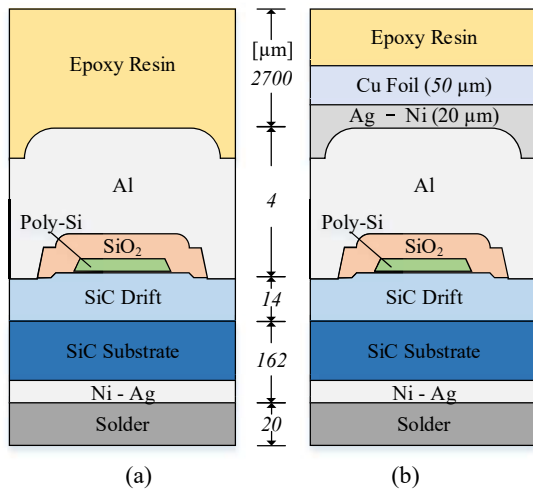 Epoxy Resin
Al
Poly-Si
SiO₂
SiC Drift
SiC Substrate
Ni - Ag
Solder
(a)
[µm]
2700
4
14
162
20
Epoxy Resin
Cu Foil (50 µm)
Ag – Ni (20 µm)
Al
Poly-Si
SiO₂
SiC Drift
SiC Substrate
Ni - Ag
Solder
(b)